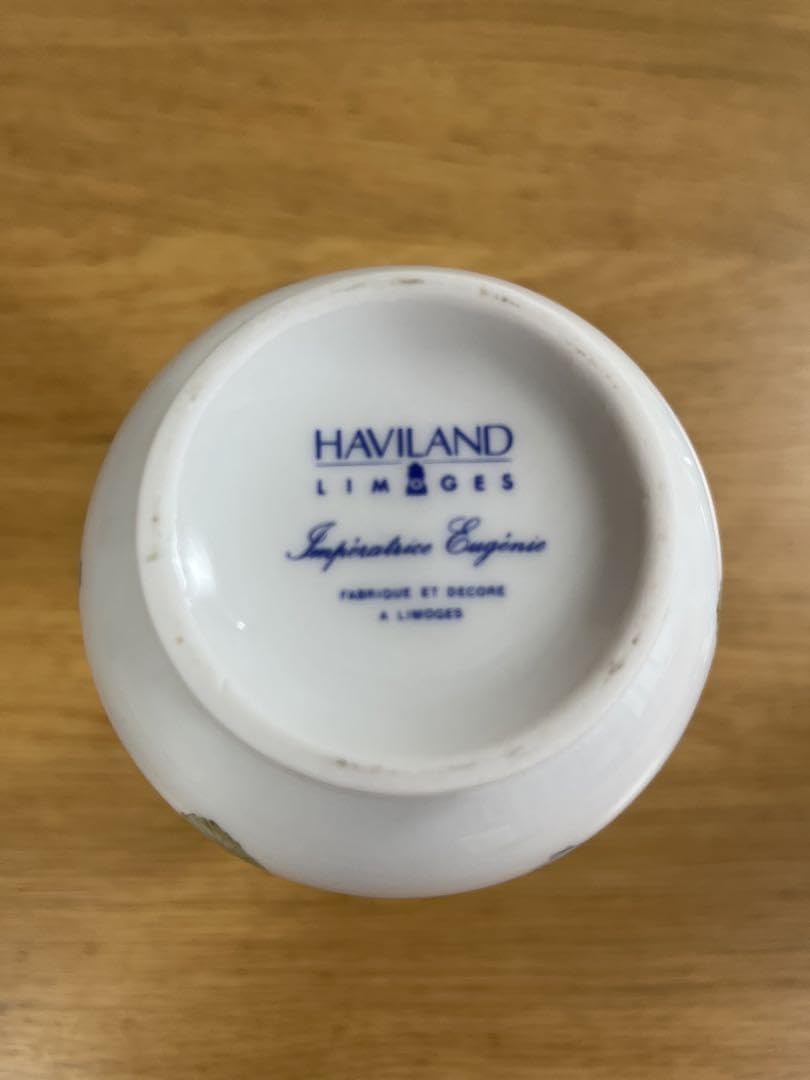 HAVILAND
LIMOGES
Impératrice Eugénie
FABRIQUE ET DECORE
A LIMOGES